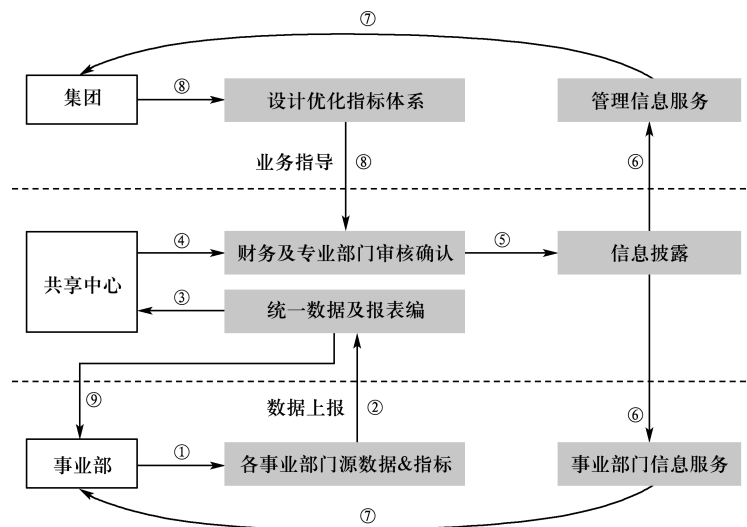 ⑦
集团
⑧
设计优化指标体系
管理信息服务
业务指导
⑧
⑥
共享中心
④
财务及专业部门审核确认
⑤
信息披露
③
统一数据及报表编
⑨
数据上报
②
⑥
事业部
①
各事业部门源数据&指标
事业部门信息服务
⑦